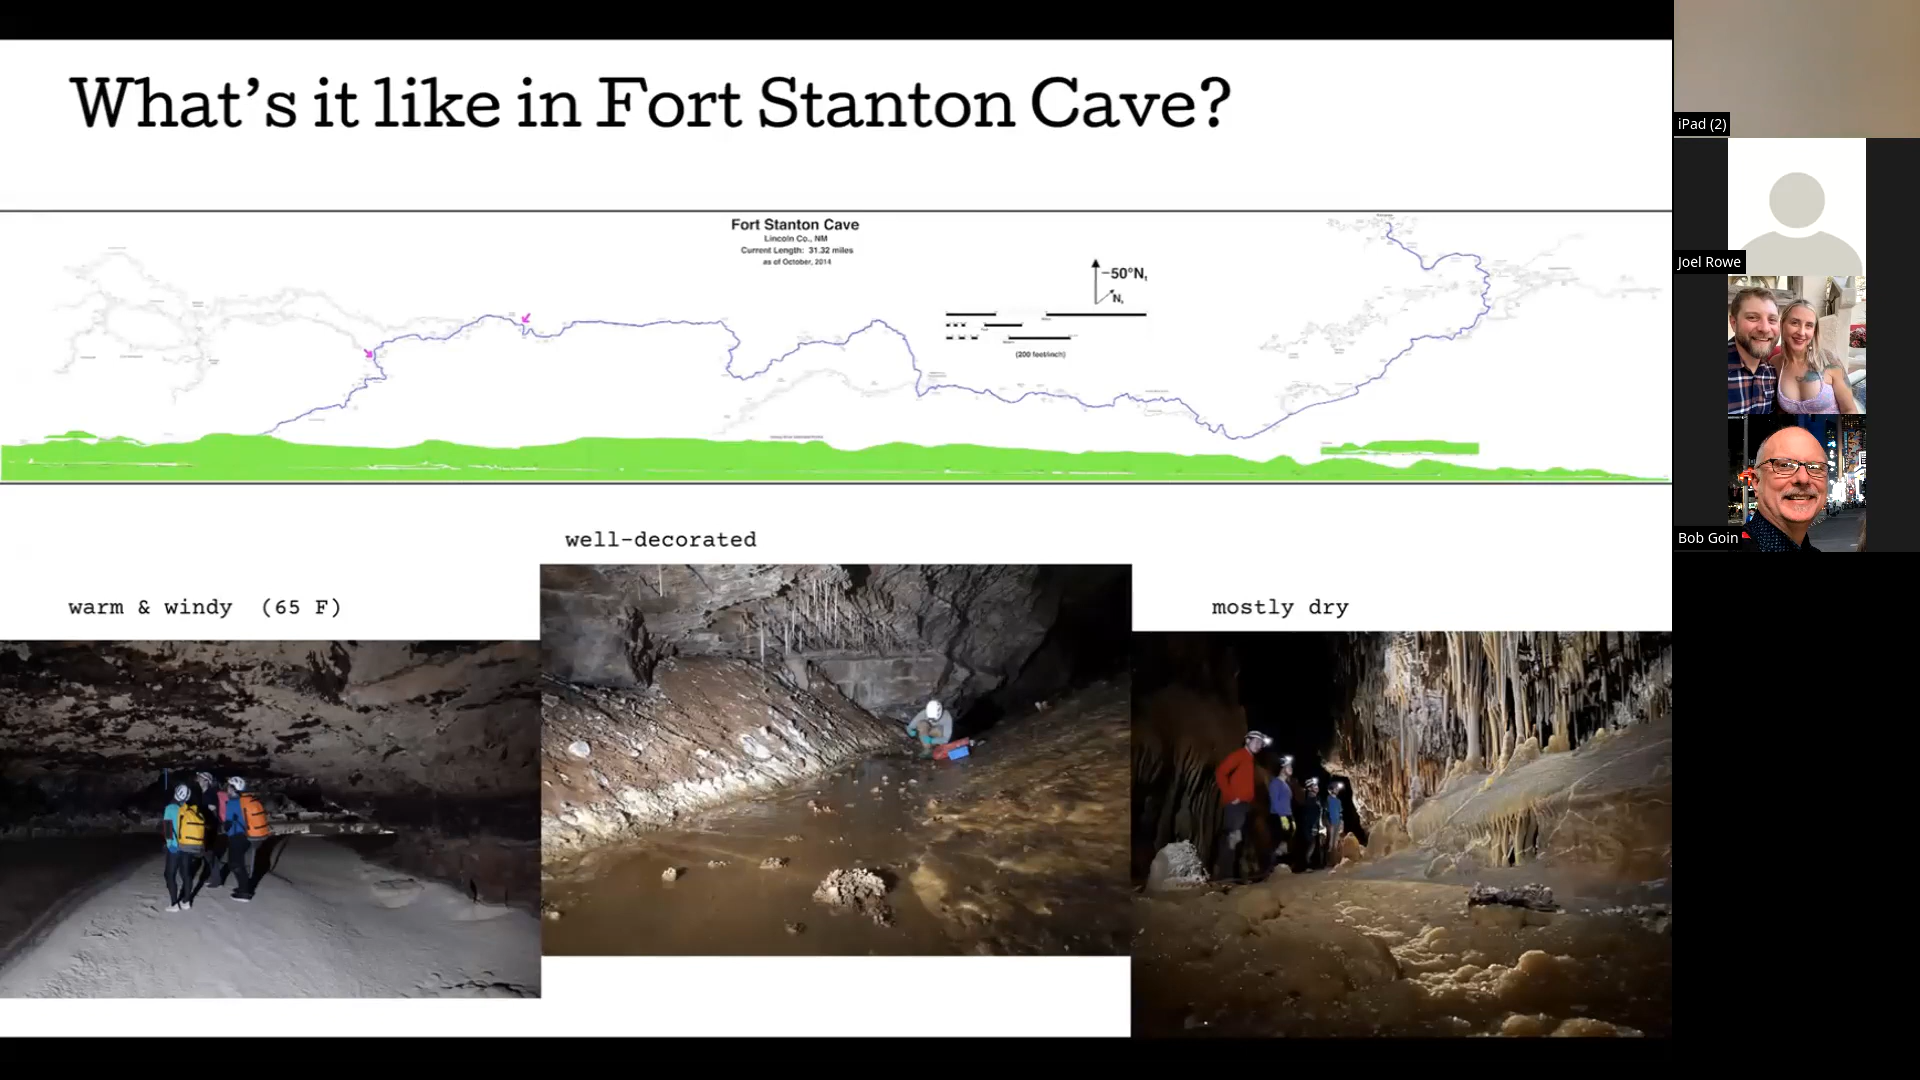 What's it like in Fort Stanton Cave?
Fort Stanton Cave
Lincoln Co., NM
Current Length: 31.32 miles
as of October, 2014
-50°N
N
(200 feet/inch)
well-decorated
warm & windy (65 F)
mostly dry
iPad (2)
Joel Rowe
Bob Goin